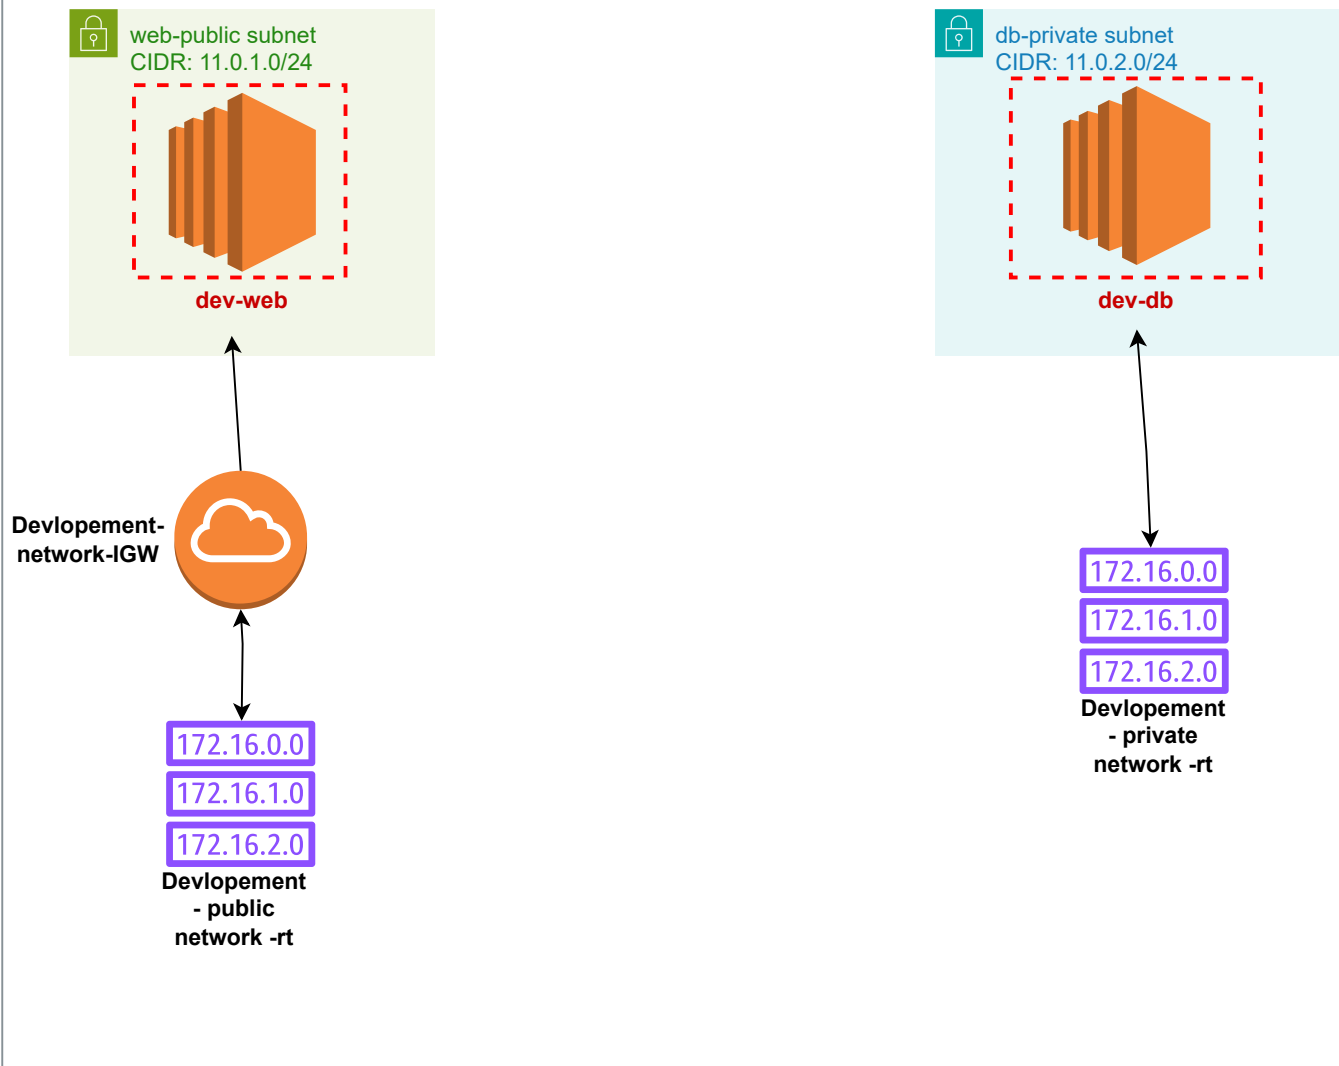 web-public subnet
CIDR: 11.0.1.0/24
dev-web
db-private subnet
CIDR: 11.0.2.0/24
dev-db
Devlopement-
network-IGW
172.16.0.0
172.16.1.0
172.16.2.0
Devlopement
- public
network -rt
172.16.0.0
172.16.1.0
172.16.2.0
Devlopement
- private
network -rt